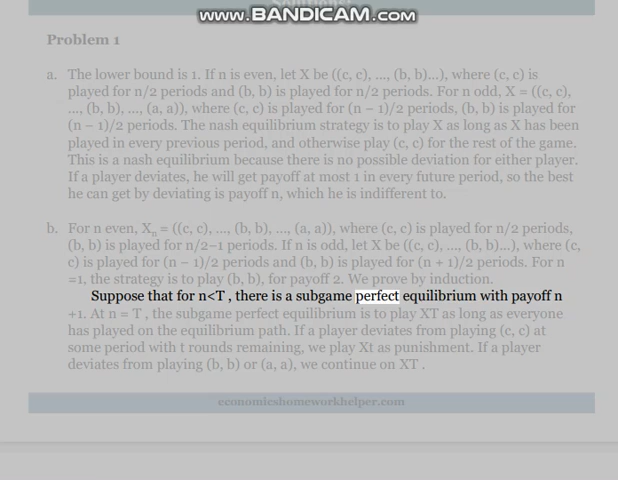 www.BANDICAM.com
Solutions:
Problem 1
a. The lower bound is 1. If n is even, let X be ((c, c), ..., (b, b)...), where (c, c) is
played for n/2 periods and (b, b) is played for n/2 periods. For n odd, X = ((c, c),
..., (b, b), ..., (a, a)), where (c, c) is played for (n − 1)/2 periods, (b, b) is played for
(n − 1)/2 periods. The nash equilibrium strategy is to play X as long as X has been
played in every previous period, and otherwise play (c, c) for the rest of the game.
This is a nash equilibrium because there is no possible deviation for either player.
If a player deviates, he will get payoff at most 1 in every future period, so the best
he can get by deviating is payoff n, which he is indifferent to.
b. For n even, Xn = ((c, c), ..., (b, b), ..., (a, a)), where (c, c) is played for n/2 periods,
(b, b) is played for n/2−1 periods. If n is odd, let X be ((c, c), ..., (b, b)...), where (c,
c) is played for (n − 1)/2 periods and (b, b) is played for (n + 1)/2 periods. For n
=1, the strategy is to play (b, b), for payoff 2. We prove by induction.
Suppose that for n<T , there is a subgame perfect equilibrium with payoff n
+1. At n = T , the subgame perfect equilibrium is to play XT as long as everyone
has played on the equilibrium path. If a player deviates from playing (c, c) at
some period with t rounds remaining, we play Xt as punishment. If a player
deviates from playing (b, b) or (a, a), we continue on XT .
economicshomeworkhelper.com